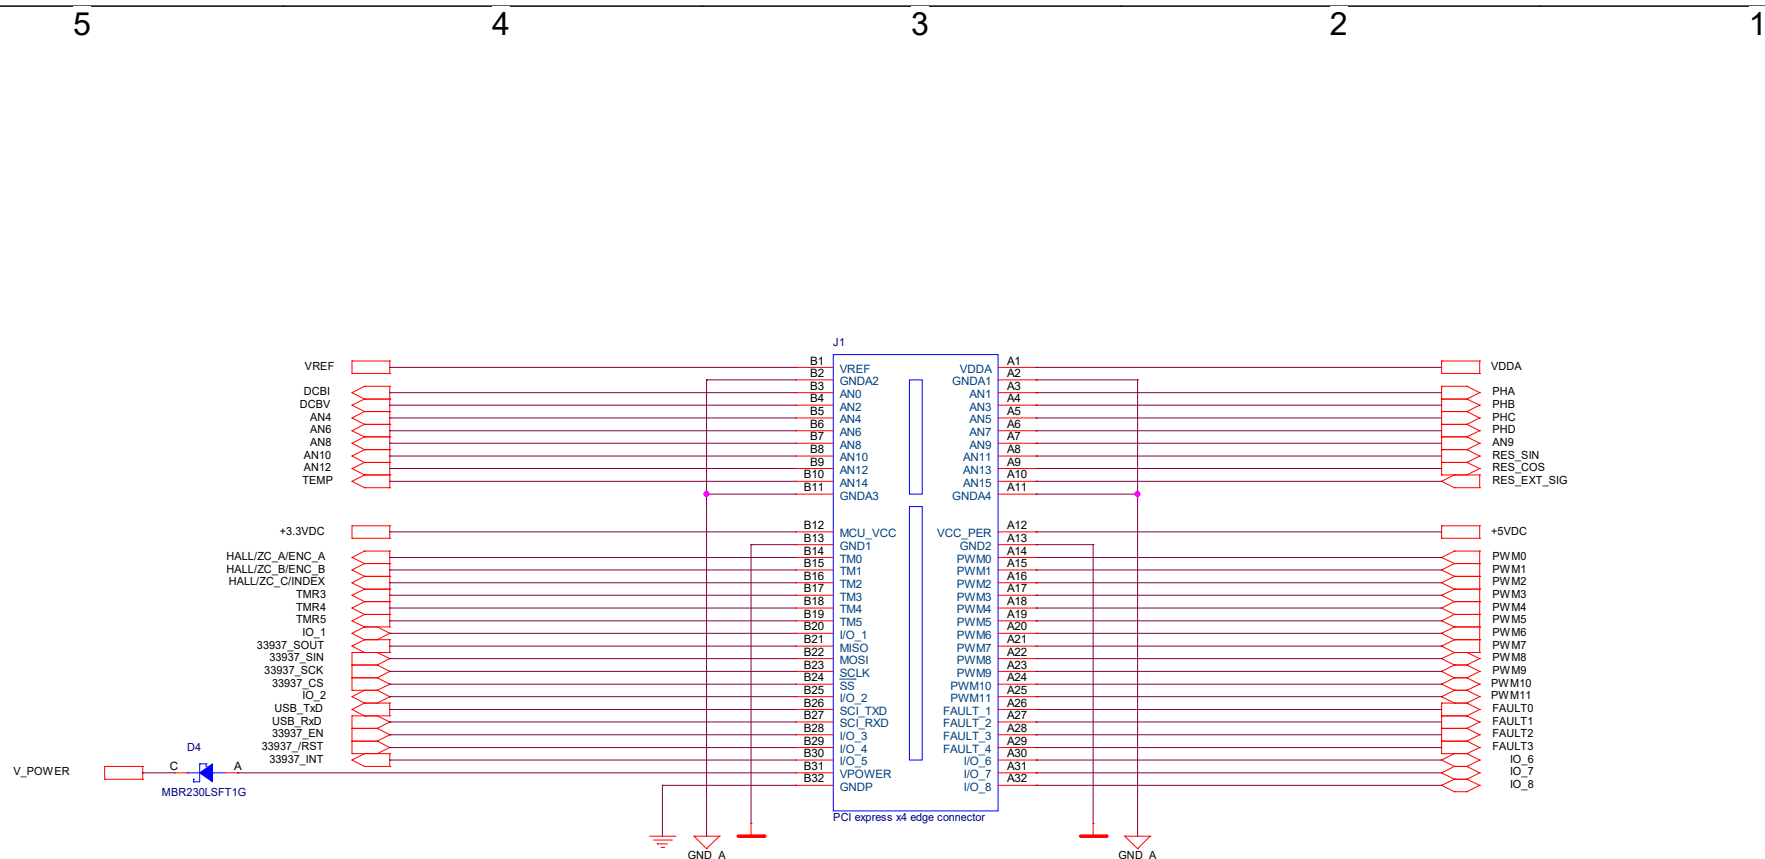 5 4 3 2 1
J1
VREF B1 VREF VDDA A1 VDDA
B2 GNDA2 GNDA1 A2
DCBI B3 AN0 AN1 A3 PHA
DCBV B4 AN2 AN3 A4 PHB
AN4 B5 AN4 AN5 A5 PHC
AN6 B6 AN6 AN7 A6 PHD
AN8 B7 AN8 AN9 A7 AN9
AN10 B8 AN10 AN11 A8 RES_SIN
AN12 B9 AN12 AN13 A9 RES_COS
TEMP B10 AN14 AN15 A10 RES_EXT_SIG
B11 GNDA3 GNDA4 A11
+3.3VDC B12 MCU_VCC VCC_PER A12 +5VDC
B13 GND1 GND2 A13
HALL/ZC_A/ENC_A B14 TM0 PWM0 A14 PWM0
HALL/ZC_B/ENC_B B15 TM1 PWM1 A15 PWM1
HALL/ZC_C/INDEX B16 TM2 PWM2 A16 PWM2
TMR3 B17 TM3 PWM3 A17 PWM3
TMR4 B18 TM4 PWM4 A18 PWM4
TMR5 B19 TM5 PWM5 A19 PWM5
IO_1 B20 I/O_1 PWM6 A20 PWM6
33937_SOUT B21 MISO PWM7 A21 PWM7
33937_SIN B22 MOSI PWM8 A22 PWM8
33937_SCK B23 SCLK PWM9 A23 PWM9
33937_CS B24 SS PWM10 A24 PWM10
IO_2 B25 I/O_2 PWM11 A25 PWM11
USB_TxD B26 SCI_TXD FAULT_1 A26 FAULT0
USB_RxD B27 SCI_RXD FAULT_2 A27 FAULT1
33937_EN B28 I/O_3 FAULT_3 A28 FAULT2
33937_/RST B29 I/O_4 FAULT_4 A29 FAULT3
33937_INT B30 I/O_5 I/O_6 A30 IO_6
V_POWER C D4 A B31 VPOWER I/O_7 A31 IO_7
MBR230LSFT1G B32 GNDP I/O_8 A32 IO_8
PCI express x4 edge connector
GND_A GND_A